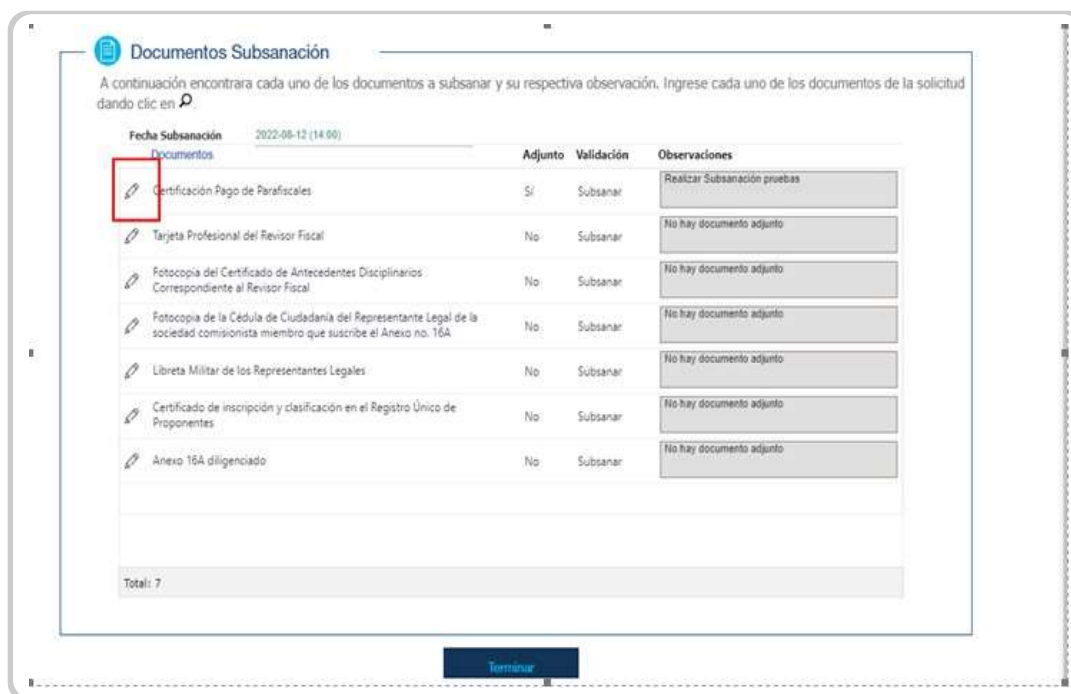 Documentos Subsanación
A continuación encontrara cada uno de los documentos a subsanar y su respectiva observación. Ingrese cada uno de los documentos de la solicitud
dando clic en
Fecha Subsanación 2022-08-12 (14:00)
Documentos Adjunto Validación Observaciones
Certificación Pago de Parafiscales Sí Subsanar Realizar Subsanación pruebas
Tarjeta Profesional del Revisor Fiscal No Subsanar No hay documento adjunto
Fotocopia del Certificado de Antecedentes Disciplinarios
Correspondiente al Revisor Fiscal No Subsanar No hay documento adjunto
Fotocopia de la Cédula de Ciudadanía del Representante Legal de la
sociedad comisionista miembro que suscribe el Anexo no. 16A No Subsanar No hay documento adjunto
Libreta Militar de los Representantes Legales No Subsanar No hay documento adjunto
Certificado de inscripción y clasificación en el Registro Único de
Proponentes No Subsanar No hay documento adjunto
Anexo 16A diligenciado No Subsanar No hay documento adjunto
Total: 7
Terminar